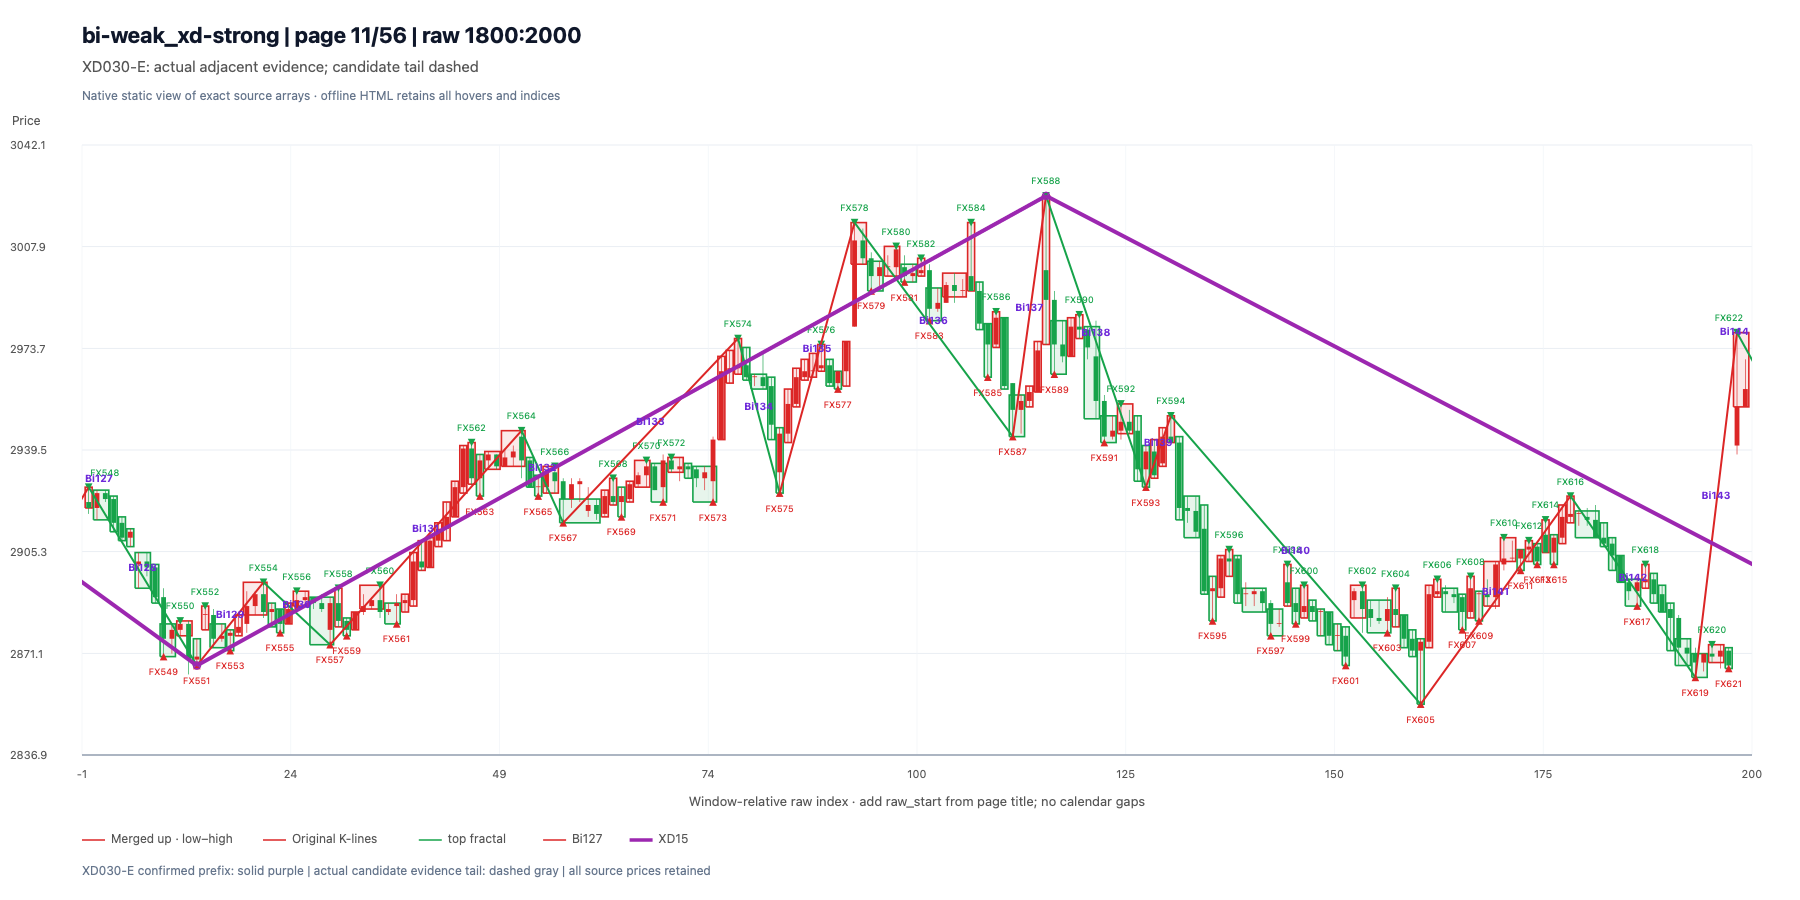 bi-weak_xd-strong | page 11/56 | raw 1800:2000
XD030-E: actual adjacent evidence; candidate tail dashed
Native static view of exact source arrays · offline HTML retains all hovers and indices
Price
3042.1
FX588
FX578 FX584
FX580
FX582
3007.9
FX579 FX581 FX586 FX590
Bi137
FX622
FX574 FX576 Bi136 FX583 Bi138 Bi144
2973.7
Bi135
FX585 FX589
Bi134 FX577 FX592
FX564 Bi133 FX594
FX562
2939.5
FX566 FX570 FX572 FX587 FX591
FX548
Bi127
FX616
FX563 FX565 FX571 FX573 FX575 FX593 Bi143
FX614
FX567 FX569
FX596 FX610 FX612
2905.3
Bi140
FX554 FX558 FX560 FX600 FX602 FX604 FX606 FX608 FX611 FX615 FX618
FX550 FX552 FX556
FX555 FX561 FX595 FX599 FX609 FX617
FX549 FX551 FX553 FX557 FX559 FX597 FX603 FX607 FX620
2871.1
FX601 FX619 FX621
FX605
2836.9
-1 24 49 74 100 125 150 175 200
Window-relative raw index · add raw_start from page title; no calendar gaps
Merged up · low–high Original K-lines top fractal Bi127 XD15
XD030-E confirmed prefix: solid purple | actual candidate evidence tail: dashed gray | all source prices retained